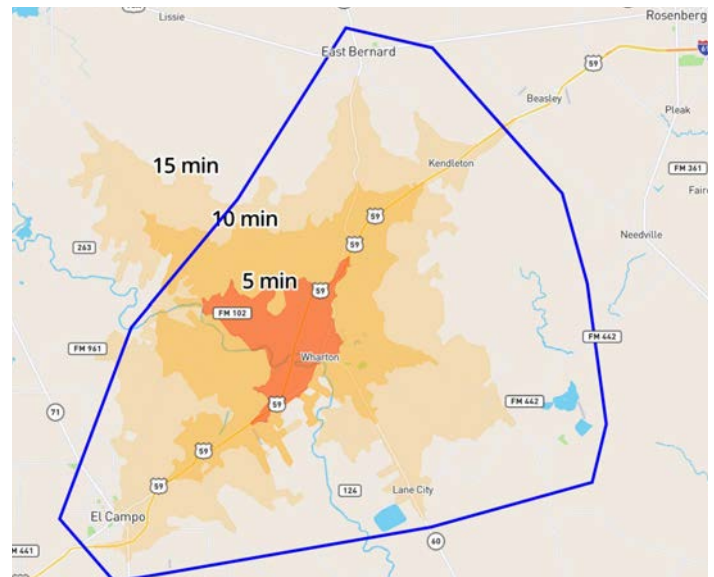 Lissie
Rosenberg
East Bernard
59
Beasley
Pleak
15 min
Kendleton
FM 361
10 min
59
Needville
59
263
5 min
59
FM 102
FM 442
Wharton
FM 961
FM 442
59
71
59
59
124
Lane City
El Campo
60
M 441